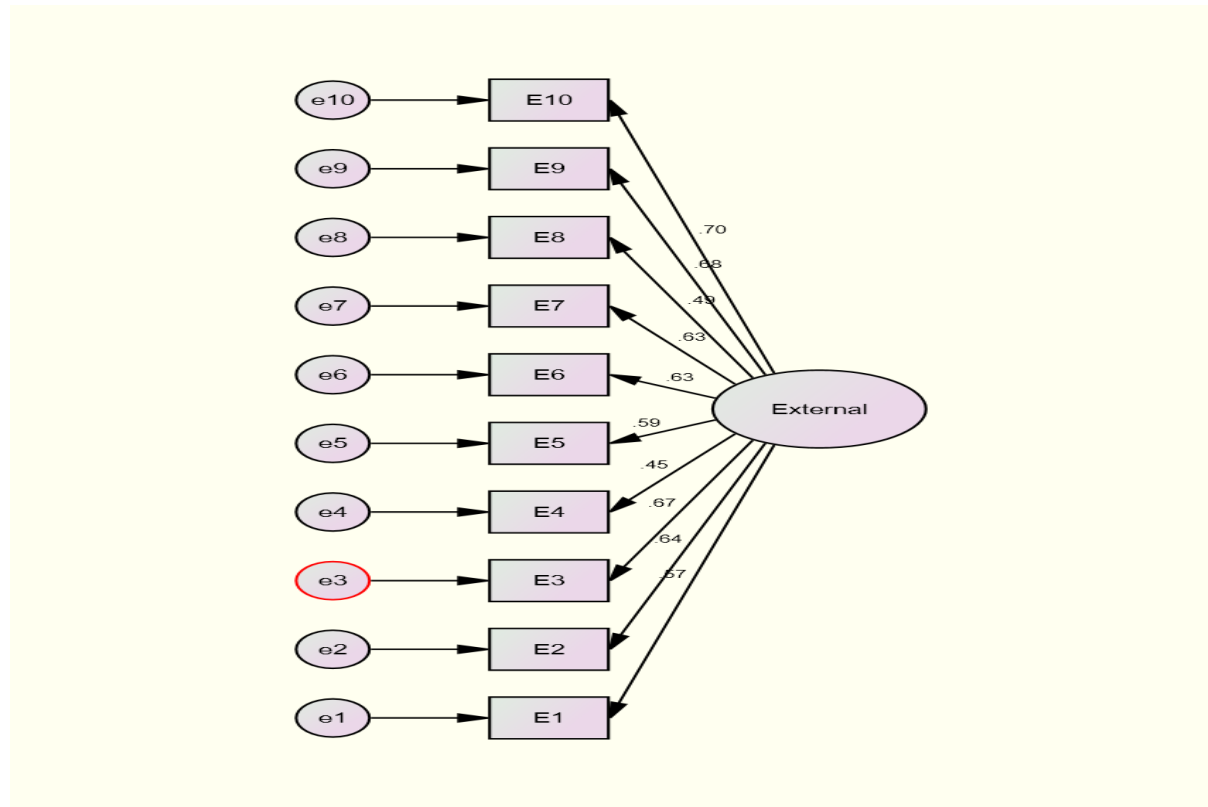 e10 E10
.70
e9 E9
.68
e8 E8
.49
e7 E7
.63
e6 E6
.63
External
.59
e5 E5
.45
e4 E4
.67
.64
e3 E3
.57
e2 E2
e1 E1